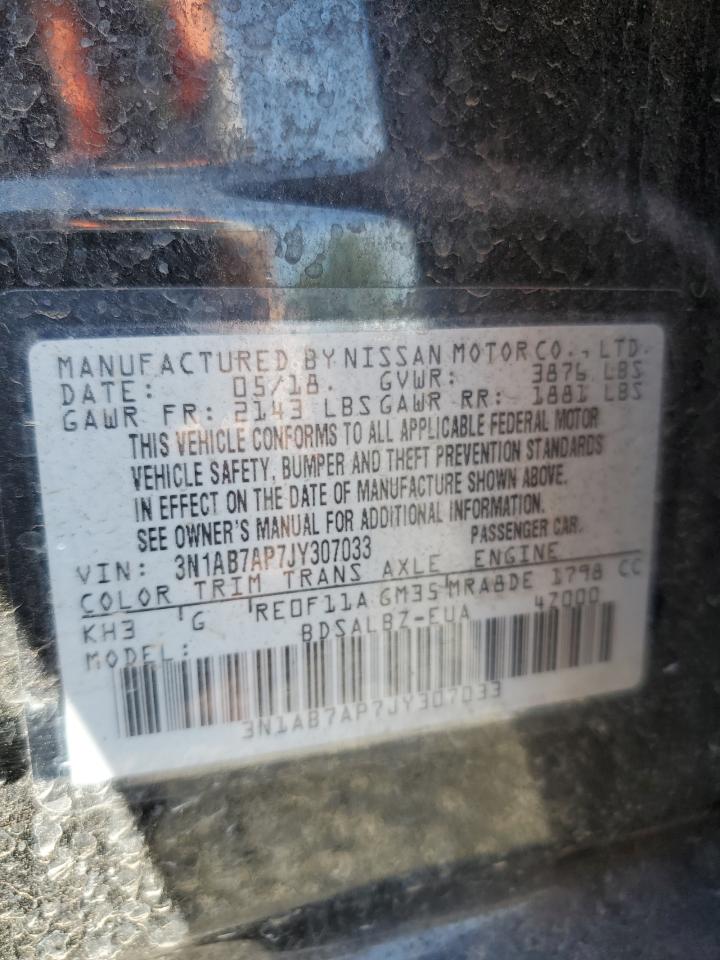 MANUFACTURED BY NISSAN MOTOR CO., LTD.
DATE: 05/18. GVWR: 3876 LBS
GAWR FR: 2143 LBS GAWR RR: 1881 LBS
THIS VEHICLE CONFORMS TO ALL APPLICABLE FEDERAL MOTOR
VEHICLE SAFETY, BUMPER AND THEFT PREVENTION STANDARDS
IN EFFECT ON THE DATE OF MANUFACTURE SHOWN ABOVE.
SEE OWNER'S MANUAL FOR ADDITIONAL INFORMATION.
VIN: 3N1AB7AP7JY307033 PASSENGER CAR.
COLOR TRIM TRANS AXLE ENGINE
KH3 G RE0F11A GM35 MRA8DE 1798 CC
MODEL: BDSALBZ-EUA 47000
3N1AB7AP7JY307033